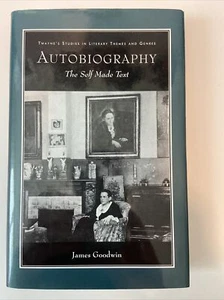 Twayne's Studies in Literary Themes and Genres
Autobiography
The Self Made Text
James Goodwin